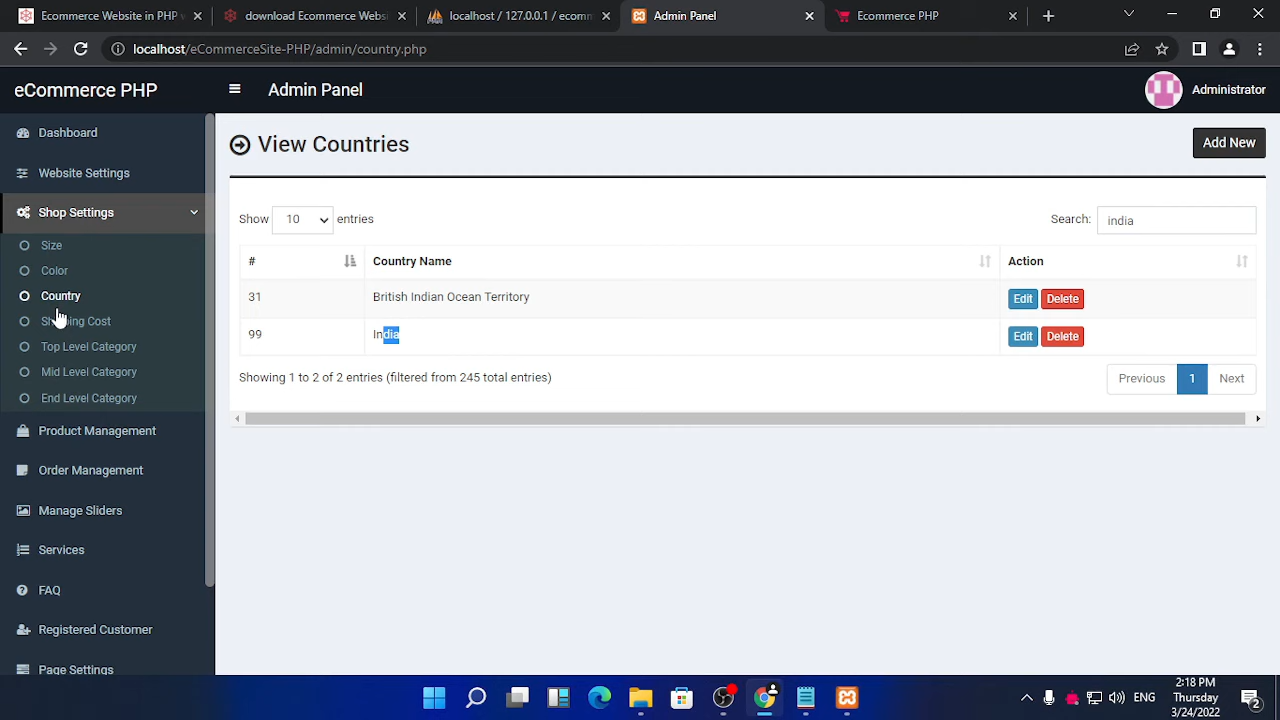 Ecommerce Website in PHP
download Ecommerce Websi
localhost / 127.0.0.1 / ecomm
Admin Panel
Ecommerce PHP
localhost/eCommerceSite-PHP/admin/country.php
eCommerce PHP
Admin Panel
Administrator
Dashboard
Website Settings
Shop Settings
Size
Color
Country
Shipping Cost
Top Level Category
Mid Level Category
End Level Category
Product Management
Order Management
Manage Sliders
Services
FAQ
Registered Customer
Page Settings
View Countries
Add New
Show 10 entries
Search: india
# Country Name Action
31 British Indian Ocean Territory Edit Delete
99 India Edit Delete
Showing 1 to 2 of 2 entries (filtered from 245 total entries)
Previous 1 Next
ENG
2:18 PM
Thursday
3/24/2022
2